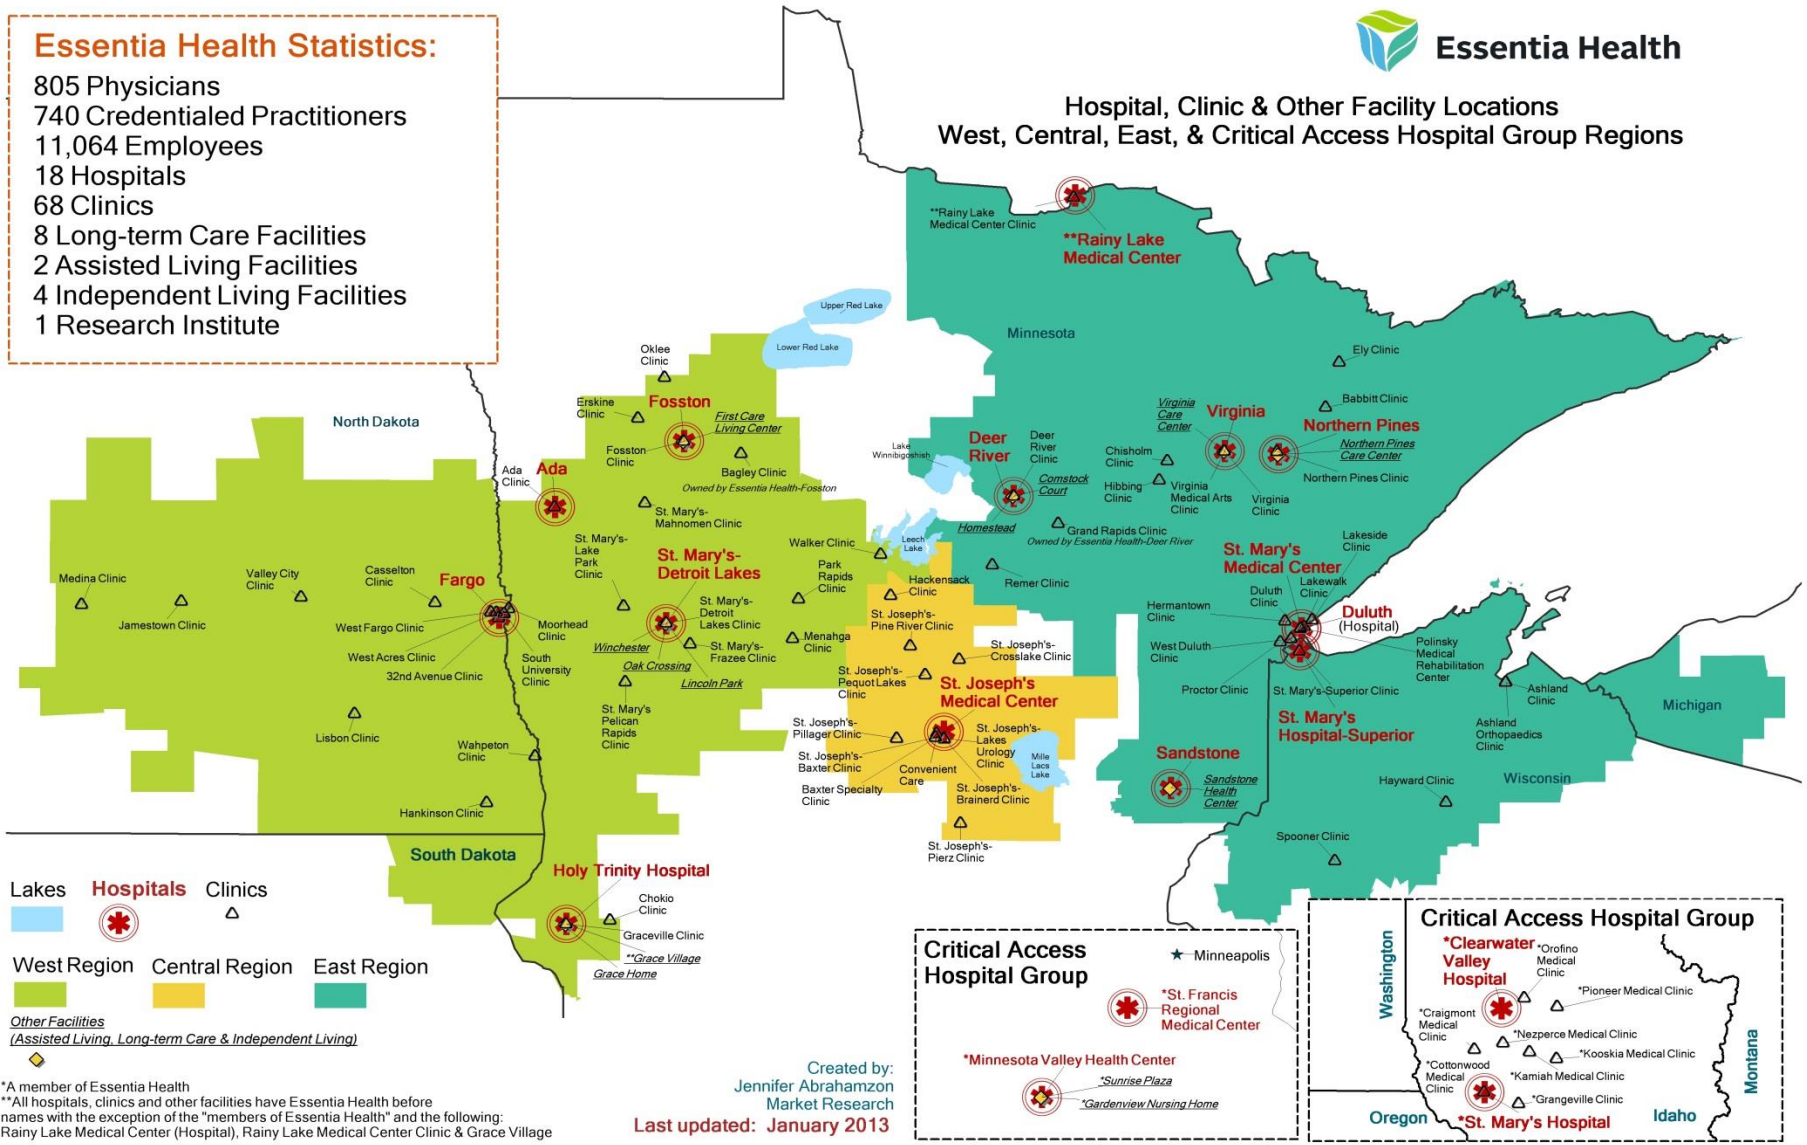 Essentia Health Statistics:
805 Physicians
740 Credentialed Practitioners
11,064 Employees
18 Hospitals
68 Clinics
8 Long-term Care Facilities
2 Assisted Living Facilities
4 Independent Living Facilities
1 Research Institute
Essentia Health
Hospital, Clinic & Other Facility Locations
West, Central, East, & Critical Access Hospital Group Regions
**Rainy Lake
Medical Center Clinic
**Rainy Lake
Medical Center
Upper Red Lake
Lower Red Lake
Minnesota
North Dakota
Oklee
Clinic
Erskine
Clinic
Fosston
First Care
Living Center
Fosston
Clinic
Bagley Clinic
Owned by Essentia Health-Fosston
Ada
Clinic
Ada
St. Mary's-
Mahnomen Clinic
Lake
Winnibigoshish
Deer
River
Deer
River
Clinic
Comstock
Court
Homestead
Grand Rapids Clinic
Owned by Essentia Health-Deer River
Remer Clinic
Ely Clinic
Babbitt Clinic
Virginia
Care
Center
Virginia
Northern Pines
Northern Pines
Care Center
Northern Pines Clinic
Chisholm
Clinic
Hibbing
Clinic
Virginia
Medical Arts
Clinic
Virginia
Clinic
Medina Clinic
Jamestown Clinic
Valley City
Clinic
Casselton
Clinic
Fargo
West Fargo Clinic
West Acres Clinic
32nd Avenue Clinic
Moorhead
Clinic
South
University
Clinic
Lisbon Clinic
Wahpeton
Clinic
Hankinson Clinic
St. Mary's-
Lake
Park
Clinic
St. Mary's-
Detroit Lakes
St. Mary's-
Detroit
Lakes Clinic
St. Mary's-
Frazee Clinic
Winchester
Oak Crossing
Lincoln Park
St. Mary's
Pelican
Rapids
Clinic
Walker Clinic
Park
Rapids
Clinic
Menahga
Clinic
Leech
Lake
Hackensack
Clinic
St. Joseph's-
Pine River Clinic
St. Joseph's-
Crosslake Clinic
St. Joseph's-
Pequot Lakes
Clinic
St. Joseph's
Medical Center
St. Joseph's-
Pillager Clinic
St. Joseph's-
Baxter Clinic
Baxter Specialty
Clinic
Convenient
Care
St. Joseph's-
Lakes
Urology
Clinic
St. Joseph's-
Brainerd Clinic
Mille
Lacs
Lake
St. Joseph's-
Pierz Clinic
St. Mary's
Medical Center
Lakeside
Clinic
Lakewalk
Clinic
Duluth
Clinic
Hermantown
Clinic
West Duluth
Clinic
Proctor Clinic
Duluth
(Hospital)
Polinsky
Medical
Rehabilitation
Center
St. Mary's-Superior Clinic
St. Mary's
Hospital-Superior
Ashland
Clinic
Ashland
Orthopaedics
Clinic
Michigan
Sandstone
Sandstone
Health
Center
Hayward Clinic
Wisconsin
Spooner Clinic
South Dakota
Holy Trinity Hospital
Chokio
Clinic
Graceville Clinic
**Grace Village
Grace Home
Lakes
Hospitals
Clinics
West Region
Central Region
East Region
Other Facilities
(Assisted Living, Long-term Care & Independent Living)
*A member of Essentia Health
**All hospitals, clinics and other facilities have Essentia Health before
names with the exception of the "members of Essentia Health" and the following:
Rainy Lake Medical Center (Hospital), Rainy Lake Medical Center Clinic & Grace Village
Created by:
Jennifer Abrahamzon
Market Research
Last updated: January 2013
Critical Access
Hospital Group
Minneapolis
*St. Francis
Regional
Medical Center
*Minnesota Valley Health Center
*Sunrise Plaza
*Gardenview Nursing Home
Critical Access Hospital Group
Washington
*Clearwater
Valley
Hospital
*Orofino
Medical
Clinic
*Pioneer Medical Clinic
*Craigmont
Medical
Clinic
*Nezperce Medical Clinic
*Kooskia Medical Clinic
*Kamiah Medical Clinic
*Cottonwood
Medical
Clinic
*Grangeville Clinic
*St. Mary's Hospital
Oregon
Idaho
Montana